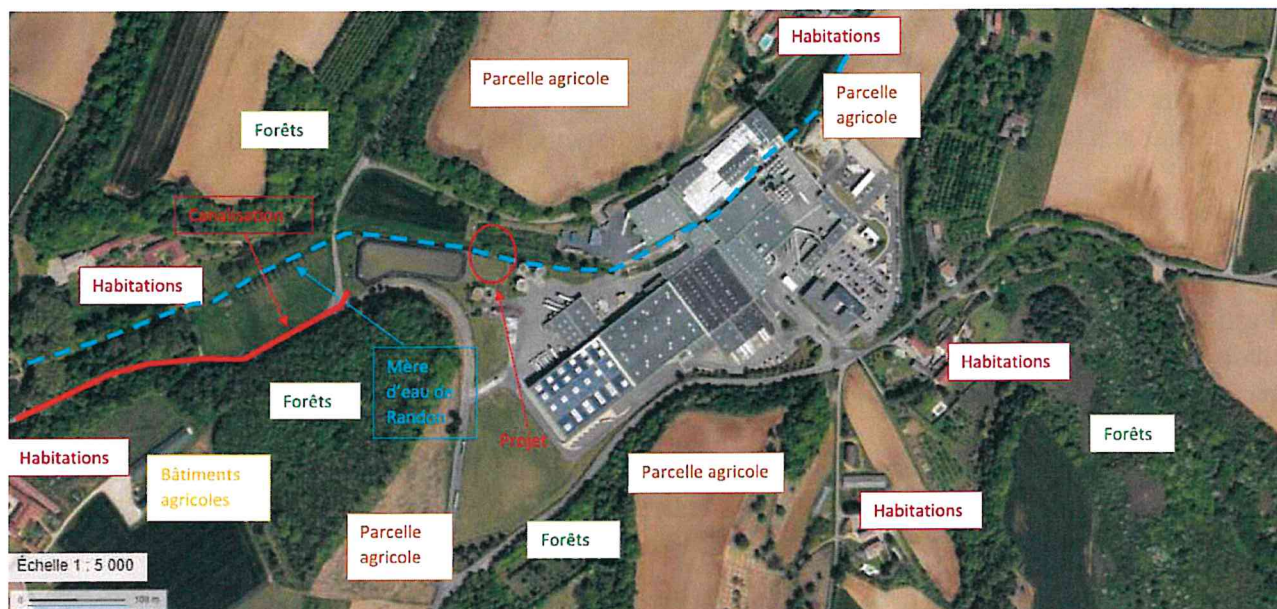 Habitations
Parcelle agricole
Parcelle
agricole
Forêts
Canalisation
Habitations
Mère
d'eau de
Randon
Projet
Habitations
Forêts
Forêts
Habitations
Bâtiments
agricoles
Parcelle agricole
Habitations
Parcelle
agricole
Forêts
Échelle 1 : 5 000
0 100 m